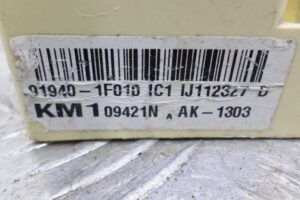 91940-1F010 IC1 IJ112327 D
KM1 09421N A AK-1303